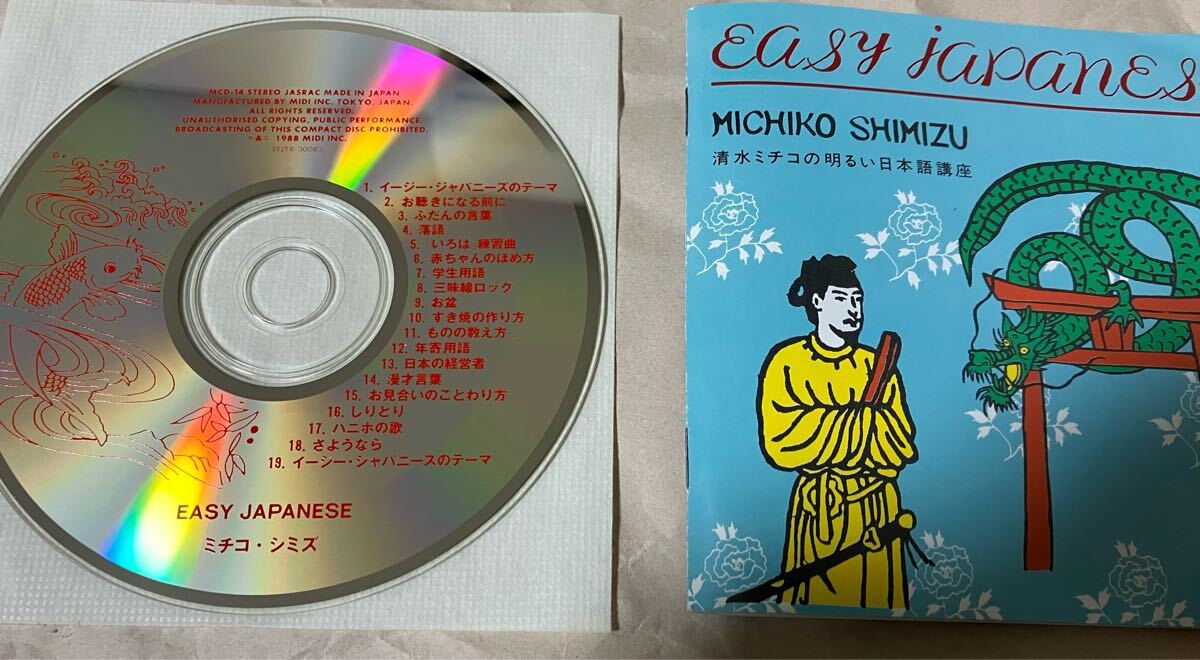 MCD-14 STEREO JASRAC MADE IN JAPAN
MANUFACTURED BY MIDI INC. TOKYO, JAPAN.
ALL RIGHTS RESERVED.
UNAUTHORISED COPYING, PUBLIC PERFORMANCE,
BROADCASTING OF THIS COMPACT DISC PROHIBITED.
℗ & © 1988 MIDI INC.
1. イージー・ジャパニーズのテーマ
2. お聴きになる前に
3. ふだんの言葉
4. 落語
5. 「いろは」練習曲
6. 赤ちゃんのほめ方
7. 学生用語
8. 三味線ロック
9. お盆
10. すき焼の作り方
11. ものの数え方
12. 年寄用語
13. 日本の経営者
14. 漫才言葉
15. お見合いのことわり方
16. しりとり
17. ハニホの歌
18. さようなら
19. イージー・ジャパニーズのテーマ
EASY JAPANESE
ミチコ・シミズ
EASY JAPANES
MICHIKO SHIMIZU
清水ミチコの明るい日本語講座